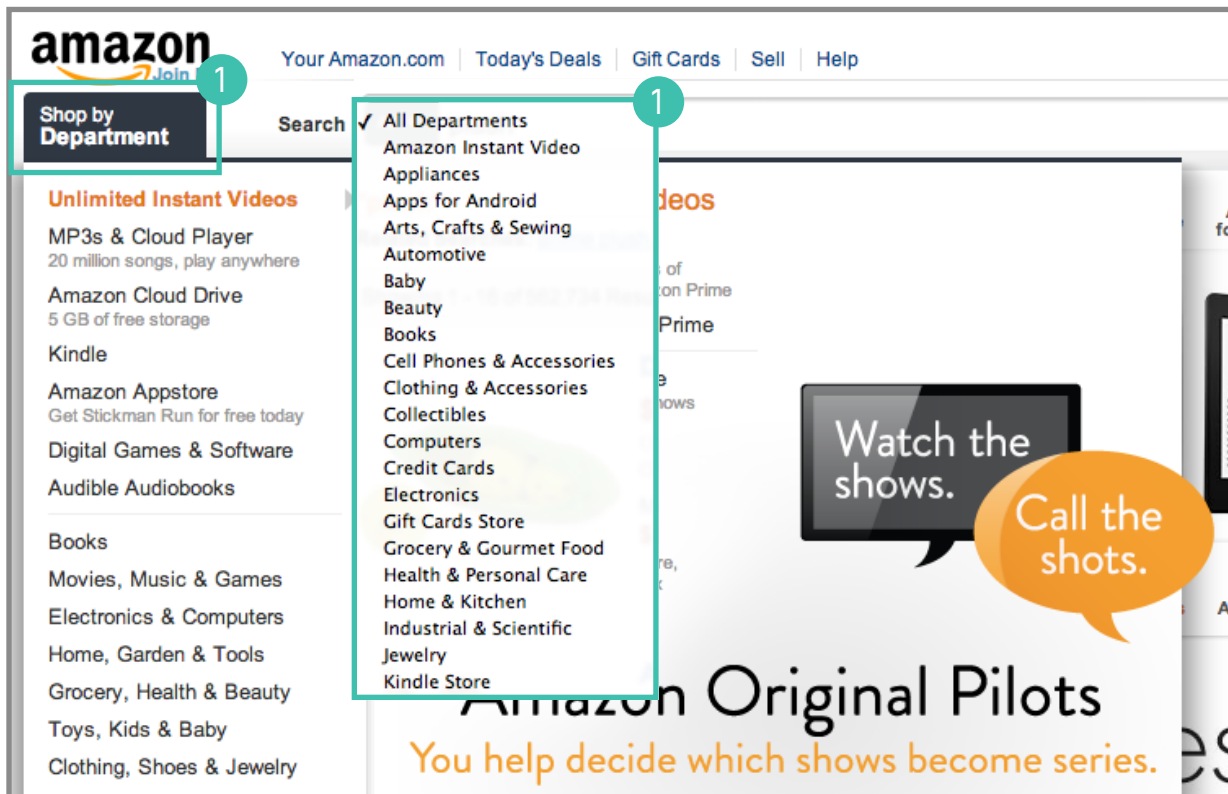 amazon
Join
1
Your Amazon.com
Today's Deals
Gift Cards
Sell
Help
Shop by
Department
Search
1
✓ All Departments
Amazon Instant Video
Appliances
Apps for Android
Arts, Crafts & Sewing
Automotive
Baby
Beauty
Books
Cell Phones & Accessories
Clothing & Accessories
Collectibles
Computers
Credit Cards
Electronics
Gift Cards Store
Grocery & Gourmet Food
Health & Personal Care
Home & Kitchen
Industrial & Scientific
Jewelry
Kindle Store
Unlimited Instant Videos
MP3s & Cloud Player
20 million songs, play anywhere
Amazon Cloud Drive
5 GB of free storage
Kindle
Amazon Appstore
Get Stickman Run for free today
Digital Games & Software
Audible Audiobooks
Books
Movies, Music & Games
Electronics & Computers
Home, Garden & Tools
Grocery, Health & Beauty
Toys, Kids & Baby
Clothing, Shoes & Jewelry
deos
of
on Prime
Prime
hows
Watch the
shows.
Call the
shots.
Amazon Original Pilots
You help decide which shows become series.